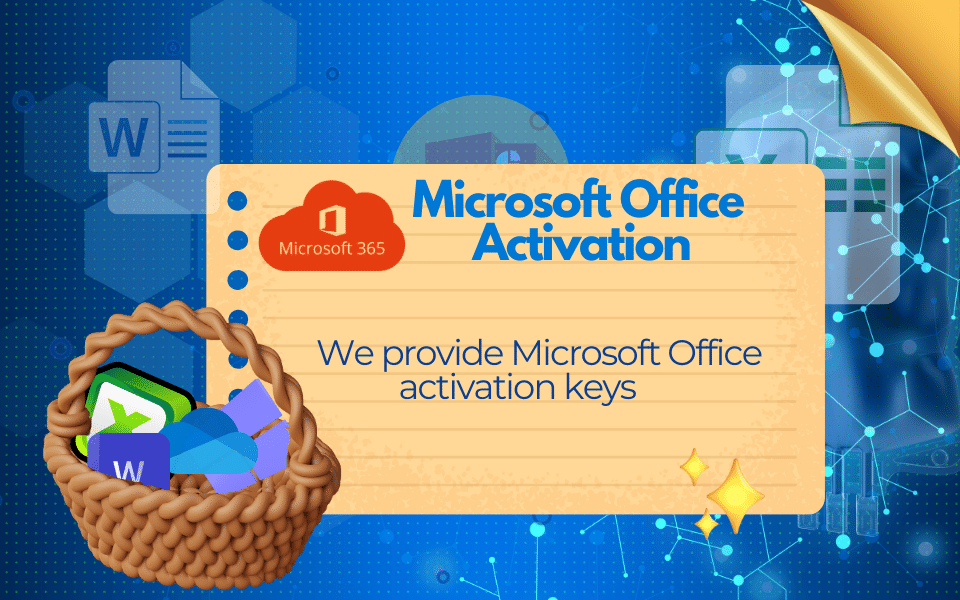 W
Microsoft 365
Microsoft Office
Activation
We provide Microsoft Office
activation keys
W